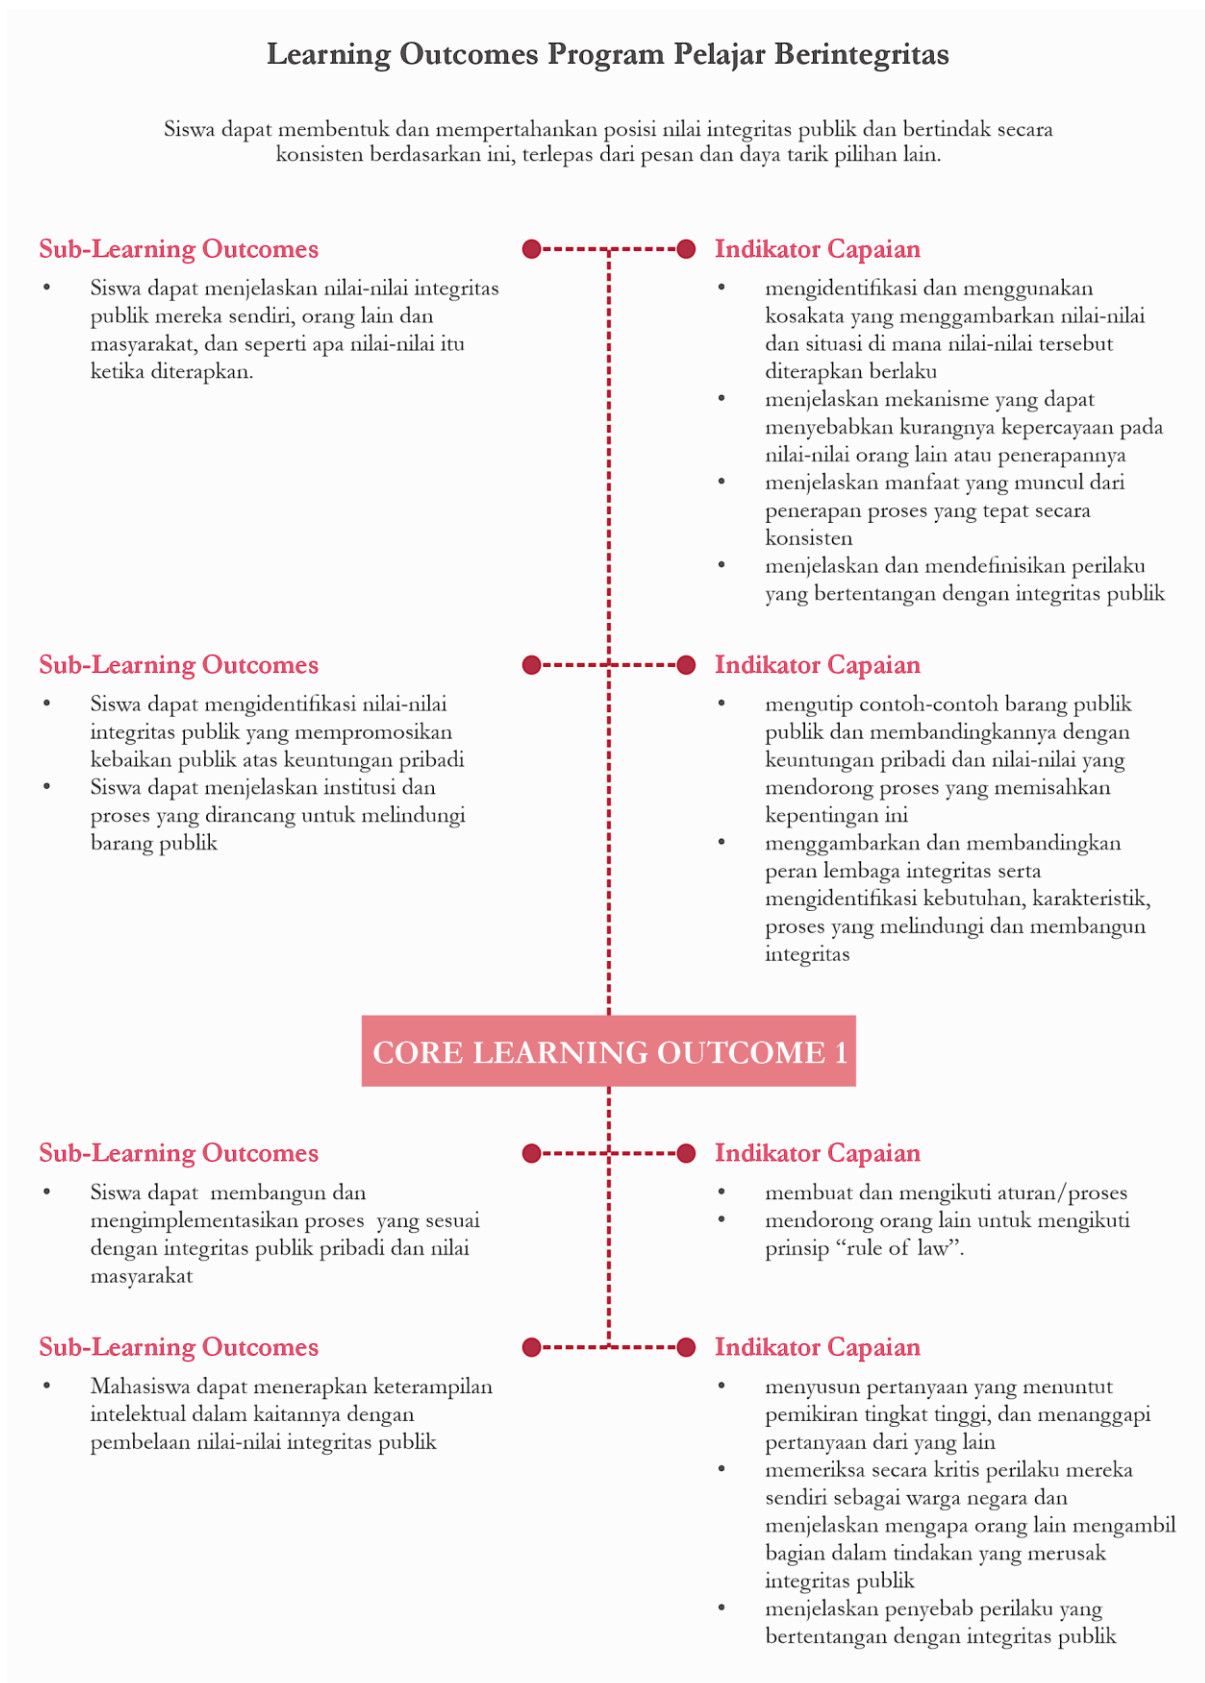 Learning Outcomes Program Pelajar Berintegritas
Siswa dapat membentuk dan mempertahankan posisi nilai integritas publik dan bertindak secara
konsisten berdasarkan ini, terlepas dari pesan dan daya tarik pilihan lain.
Sub-Learning Outcomes
• Siswa dapat menjelaskan nilai-nilai integritas
publik mereka sendiri, orang lain dan
masyarakat, dan seperti apa nilai-nilai itu
ketika diterapkan.
Indikator Capaian
• mengidentifikasi dan menggunakan
kosakata yang menggambarkan nilai-nilai
dan situasi di mana nilai-nilai tersebut
diterapkan berlaku
• menjelaskan mekanisme yang dapat
menyebabkan kurangnya kepercayaan pada
nilai-nilai orang lain atau penerapannya
• menjelaskan manfaat yang muncul dari
penerapan proses yang tepat secara
konsisten
• menjelaskan dan mendefinisikan perilaku
yang bertentangan dengan integritas publik
Sub-Learning Outcomes
• Siswa dapat mengidentifikasi nilai-nilai
integritas publik yang mempromosikan
kebaikan publik atas keuntungan pribadi
• Siswa dapat menjelaskan institusi dan
proses yang dirancang untuk melindungi
barang publik
Indikator Capaian
• mengutip contoh-contoh barang publik
publik dan membandingkannya dengan
keuntungan pribadi dan nilai-nilai yang
mendorong proses yang memisahkan
kepentingan ini
• menggambarkan dan membandingkan
peran lembaga integritas serta
mengidentifikasi kebutuhan, karakteristik,
proses yang melindungi dan membangun
integritas
CORE LEARNING OUTCOME 1
Sub-Learning Outcomes
• Siswa dapat  membangun dan
mengimplementasikan proses  yang sesuai
dengan integritas publik pribadi dan nilai
masyarakat
Indikator Capaian
• membuat dan mengikuti aturan/proses
• mendorong orang lain untuk mengikuti
prinsip “rule of law”.
Sub-Learning Outcomes
• Mahasiswa dapat menerapkan keterampilan
intelektual dalam kaitannya dengan
pembelaan nilai-nilai integritas publik
Indikator Capaian
• menyusun pertanyaan yang menuntut
pemikiran tingkat tinggi, dan menanggapi
pertanyaan dari yang lain
• memeriksa secara kritis perilaku mereka
sendiri sebagai warga negara dan
menjelaskan mengapa orang lain mengambil
bagian dalam tindakan yang merusak
integritas publik
• menjelaskan penyebab perilaku yang
bertentangan dengan integritas publik